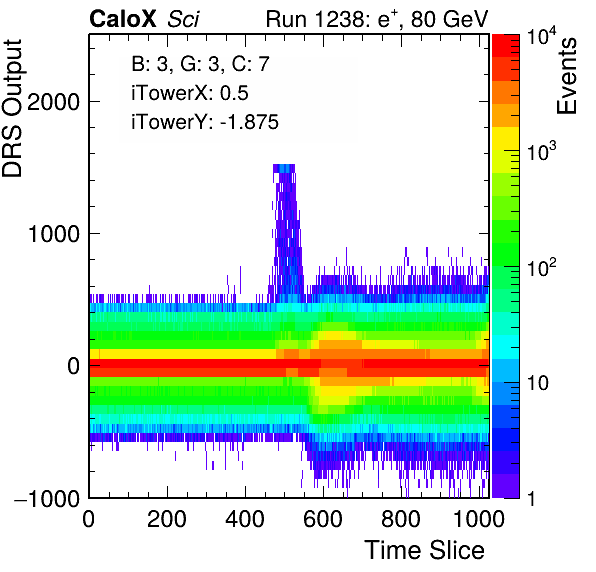 CaloX Sci Run 1238: e⁺, 80 GeV
B: 3, G: 3, C: 7
iTowerX: 0.5
iTowerY: -1.875
DRS Output
2000
1000
0
−1000
0 200 400 600 800 1000
Time Slice
10⁴
10³
10²
10
1
Events